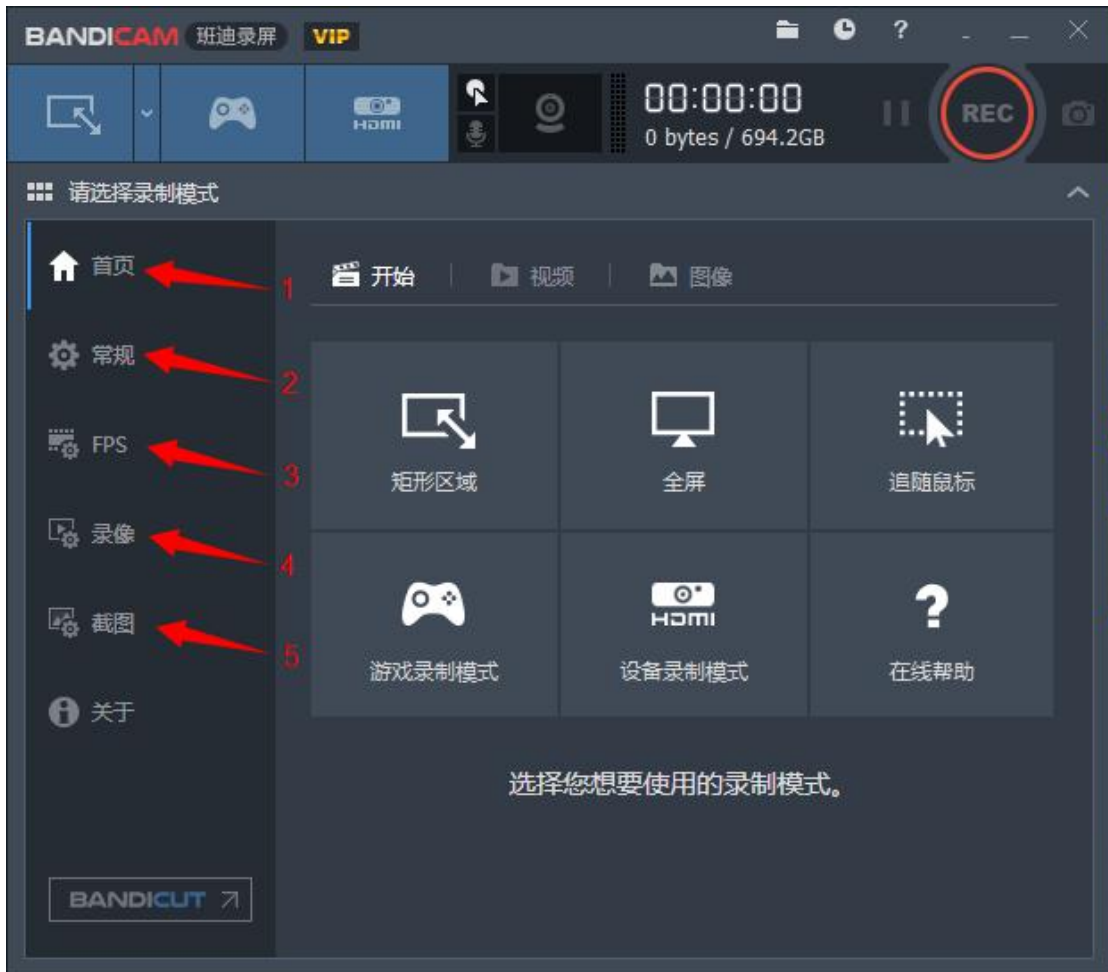 BANDICAM 班迪录屏 VIP ?
HDMI 00:00:00 REC
0 bytes / 694.2GB
请选择录制模式
首页 1 开始 视频 图像
常规 2
FPS 3
录像 4
截图 5
关于
矩形区域 全屏 追随鼠标
HDMI ?
游戏录制模式 设备录制模式 在线帮助
选择您想要使用的录制模式。
BANDICUT